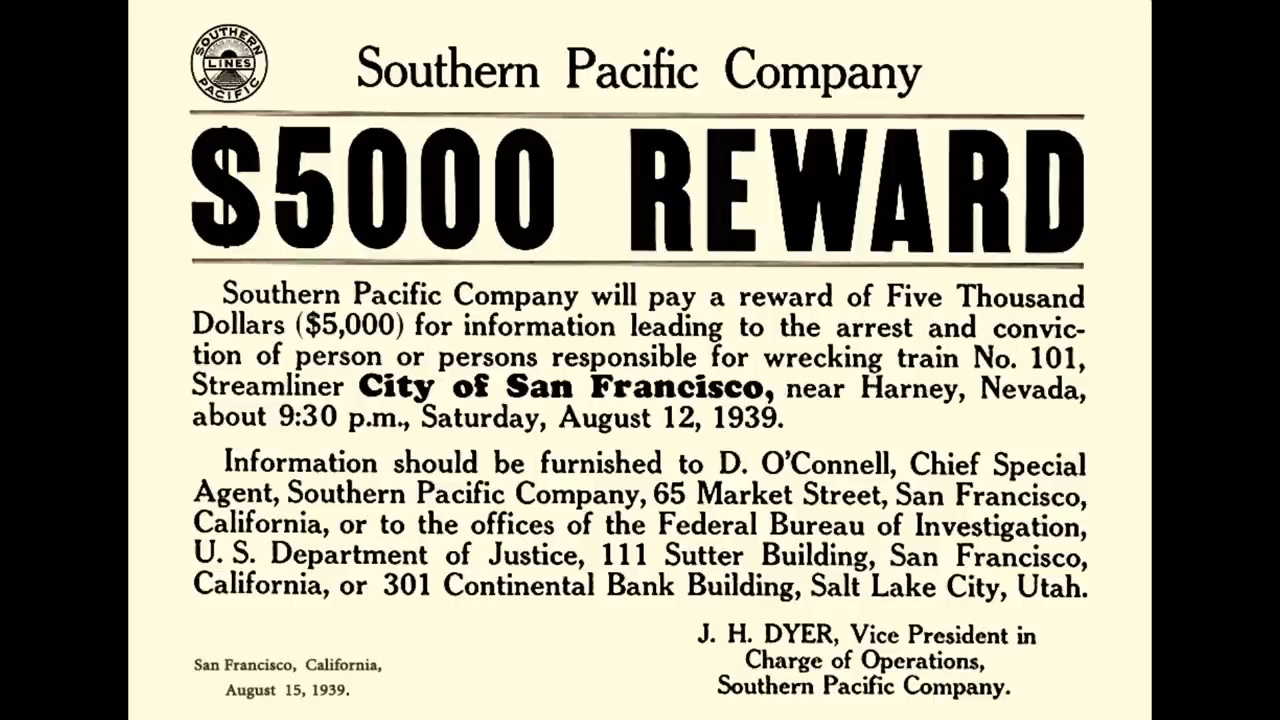 SOUTHERN
LINES
PACIFIC
Southern Pacific Company
$5000 REWARD
Southern Pacific Company will pay a reward of Five Thousand
Dollars ($5,000) for information leading to the arrest and convic-
tion of person or persons responsible for wrecking train No. 101,
Streamliner City of San Francisco, near Harney, Nevada,
about 9:30 p.m., Saturday, August 12, 1939.
Information should be furnished to D. O'Connell, Chief Special
Agent, Southern Pacific Company, 65 Market Street, San Francisco,
California, or to the offices of the Federal Bureau of Investigation,
U. S. Department of Justice, 111 Sutter Building, San Francisco,
California, or 301 Continental Bank Building, Salt Lake City, Utah.
J. H. DYER, Vice President in
Charge of Operations,
Southern Pacific Company.
San Francisco, California,
August 15, 1939.